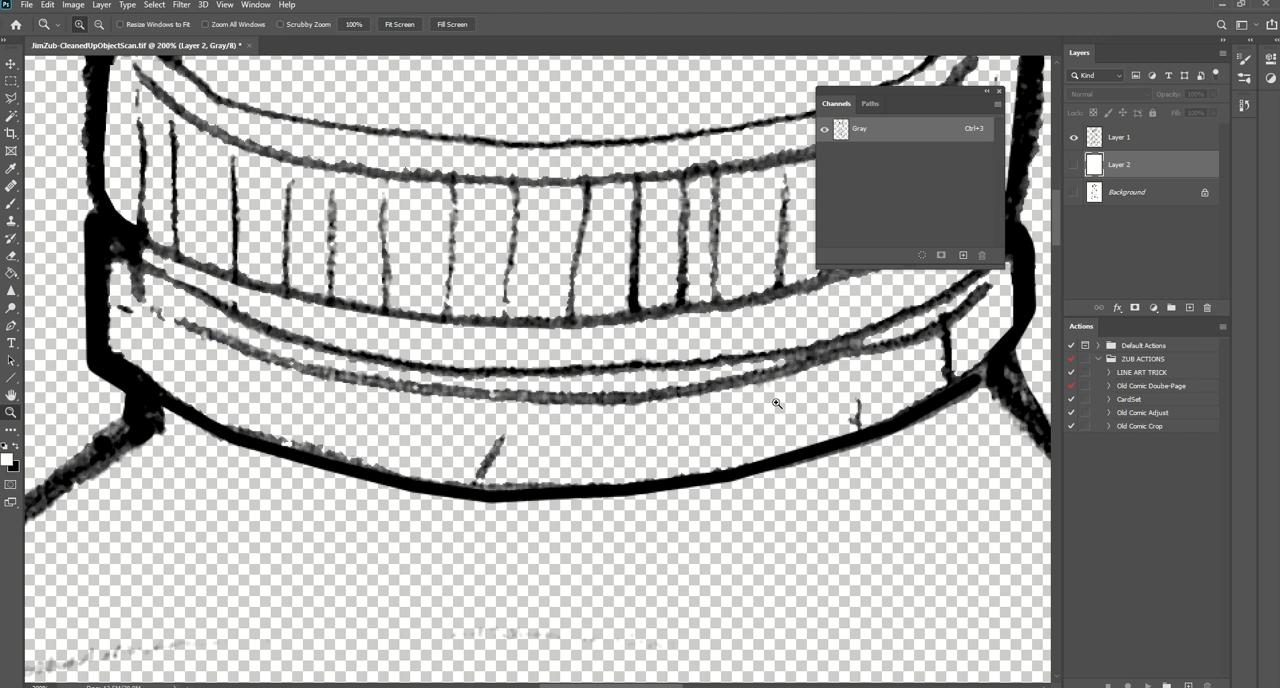 Ps File Edit Image Layer Type Select Filter 3D View Window Help
Resize Windows to Fit Zoom All Windows Scrubby Zoom 100% Fit Screen Fill Screen
JimZub-CleanedUpObjectScan.tif @ 200% (Layer 2, Gray/8) *
Channels Paths
Gray Ctrl+3
Layers
Kind
Normal Opacity: 100%
Lock: Fill: 100%
Layer 1
Layer 2
Background
Actions
Default Actions
ZUB ACTIONS
LINE ART TRICK
Old Comic Doube-Page
CardSet
Old Comic Adjust
Old Comic Crop